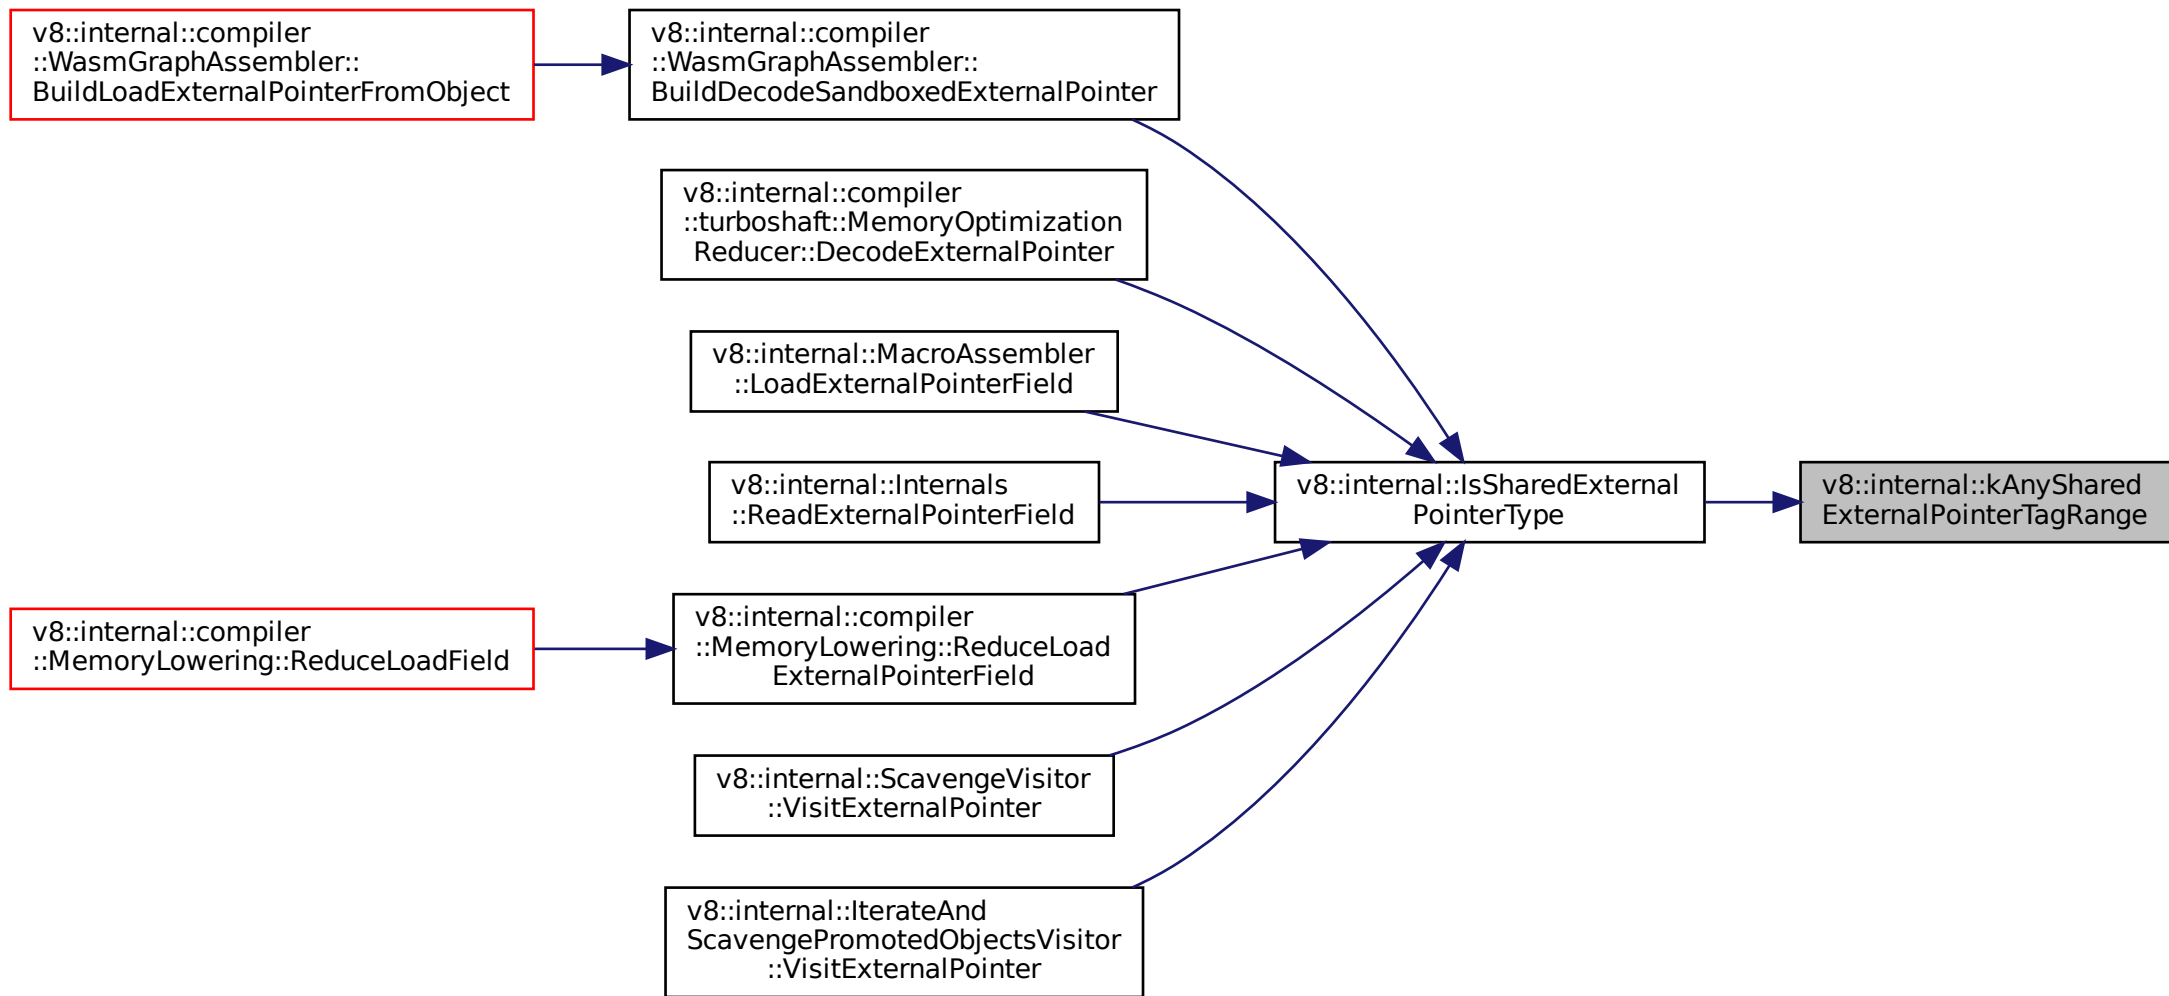 v8::internal::compiler
::WasmGraphAssembler::
BuildLoadExternalPointerFromObject
v8::internal::compiler
::WasmGraphAssembler::
BuildDecodeSandboxedExternalPointer
v8::internal::compiler
::turboshaft::MemoryOptimization
Reducer::DecodeExternalPointer
v8::internal::MacroAssembler
::LoadExternalPointerField
v8::internal::Internals
::ReadExternalPointerField
v8::internal::IsSharedExternal
PointerType
v8::internal::kAnyShared
ExternalPointerTagRange
v8::internal::compiler
::MemoryLowering::ReduceLoadField
v8::internal::compiler
::MemoryLowering::ReduceLoad
ExternalPointerField
v8::internal::ScavengeVisitor
::VisitExternalPointer
v8::internal::IterateAnd
ScavengePromotedObjectsVisitor
::VisitExternalPointer